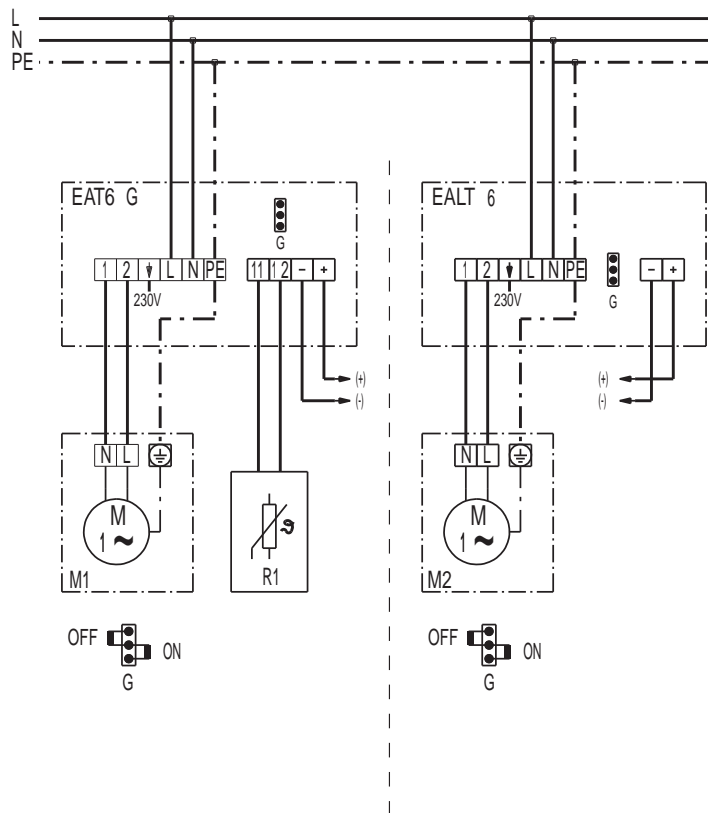 L
N
PE
EAT6 G
G
1 2 L N PE
11 12 − +
230V
(+)
(-)
N L
M
1 ~
M1
ϑ
R1
OFF
ON
G
EALT 6
1 2 L N PE
G
− +
230V
(+)
(-)
N L
M
1 ~
M2
OFF
ON
G